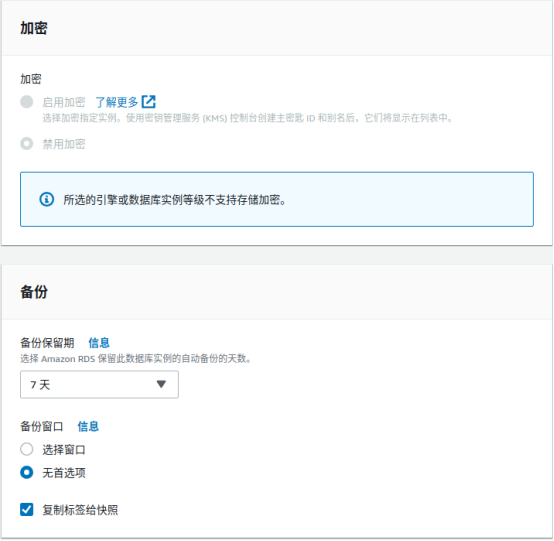 加密
加密
启用加密 了解更多
选择加密指定实例。使用密钥管理服务 (KMS) 控制台创建主密匙 ID 和别名后，它们将显示在列表中。
禁用加密
所选的引擎或数据库实例等级不支持存储加密。
备份
备份保留期 信息
选择 Amazon RDS 保留此数据库实例的自动备份的天数。
7 天
备份窗口 信息
选择窗口
无首选项
复制标签给快照